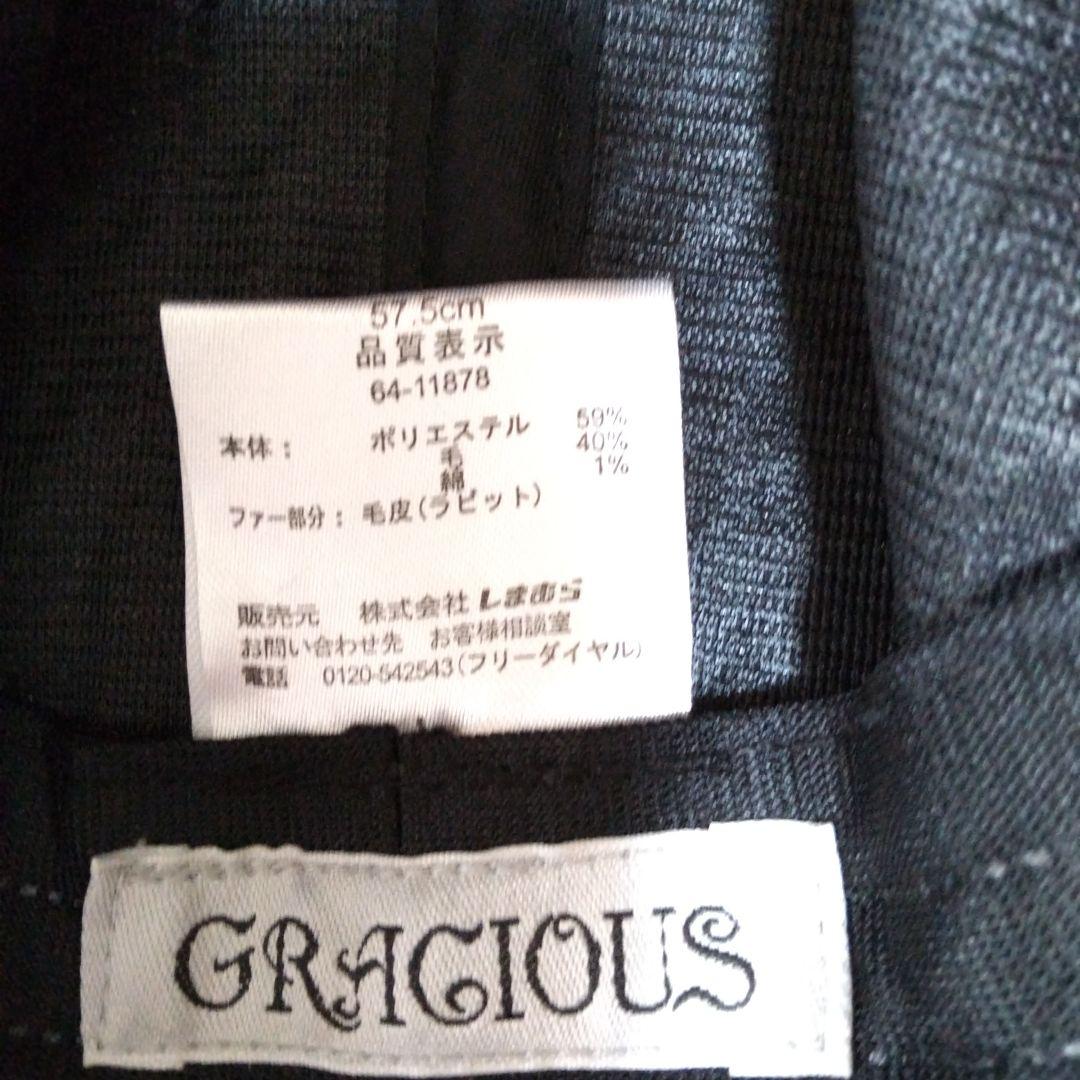 57.5cm
品質表示
64-11878
本体： ポリエステル 59%
毛 40%
綿 1%
ファー部分： 毛皮(ラビット)
販売元 株式会社しまむら
お問い合わせ先 お客様相談室
電話 0120-542543(フリーダイヤル)
GRACIOUS